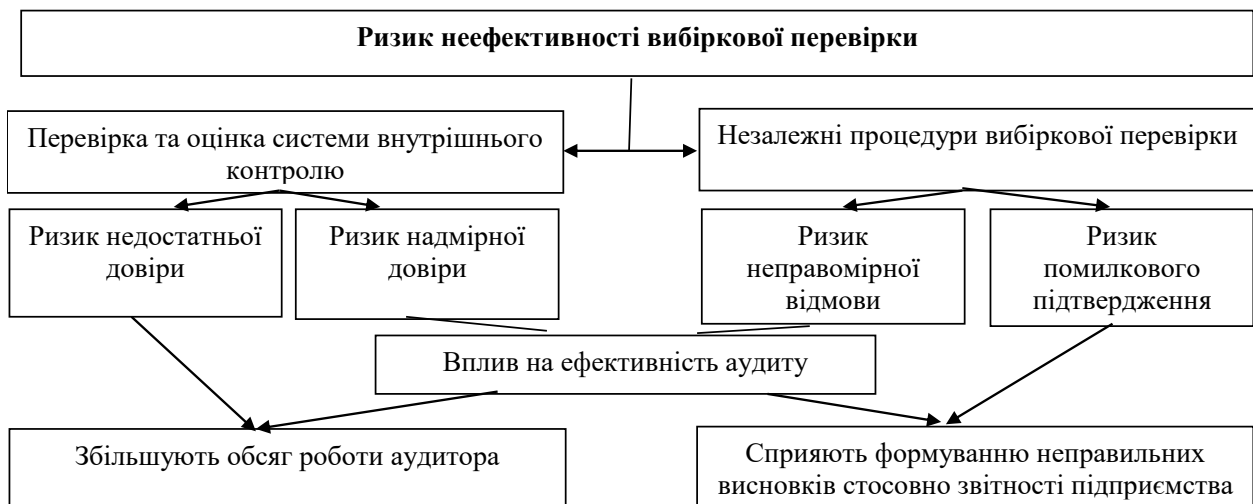 Ризик неефективності вибіркової перевірки
Перевірка та оцінка системи внутрішнього
контролю
Незалежні процедури вибіркової перевірки
Ризик недостатньої
довіри
Ризик надмірної
довіри
Ризик
неправомірної
відмови
Ризик
помилкового
підтвердження
Вплив на ефективність аудиту
Збільшують обсяг роботи аудитора
Сприяють формуванню неправильних
висновків стосовно звітності підприємства